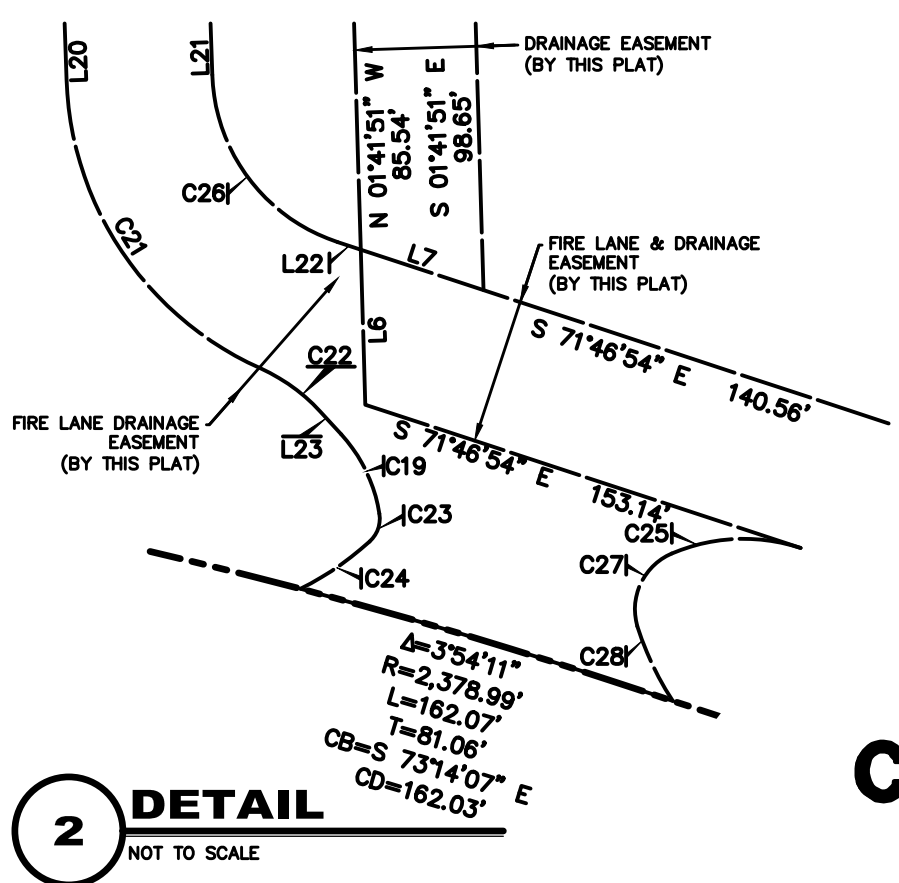 L20
L21
DRAINAGE EASEMENT
(BY THIS PLAT)
N 01°41'51" W
85.54'
S 01°41'51" E
98.65'
C26
C21
L22
L7
FIRE LANE & DRAINAGE
EASEMENT
(BY THIS PLAT)
L6
S 71°46'54" E 140.56'
C22
FIRE LANE DRAINAGE
EASEMENT
(BY THIS PLAT)
L23
S 71°46'54" E 153.14'
C19
C23
C25
C27
C24
C28
Δ=3°54'11"
R=2,378.99'
L=162.07'
T=81.06'
CB=S 73°14'07" E
CD=162.03'
C
2 DETAIL
NOT TO SCALE